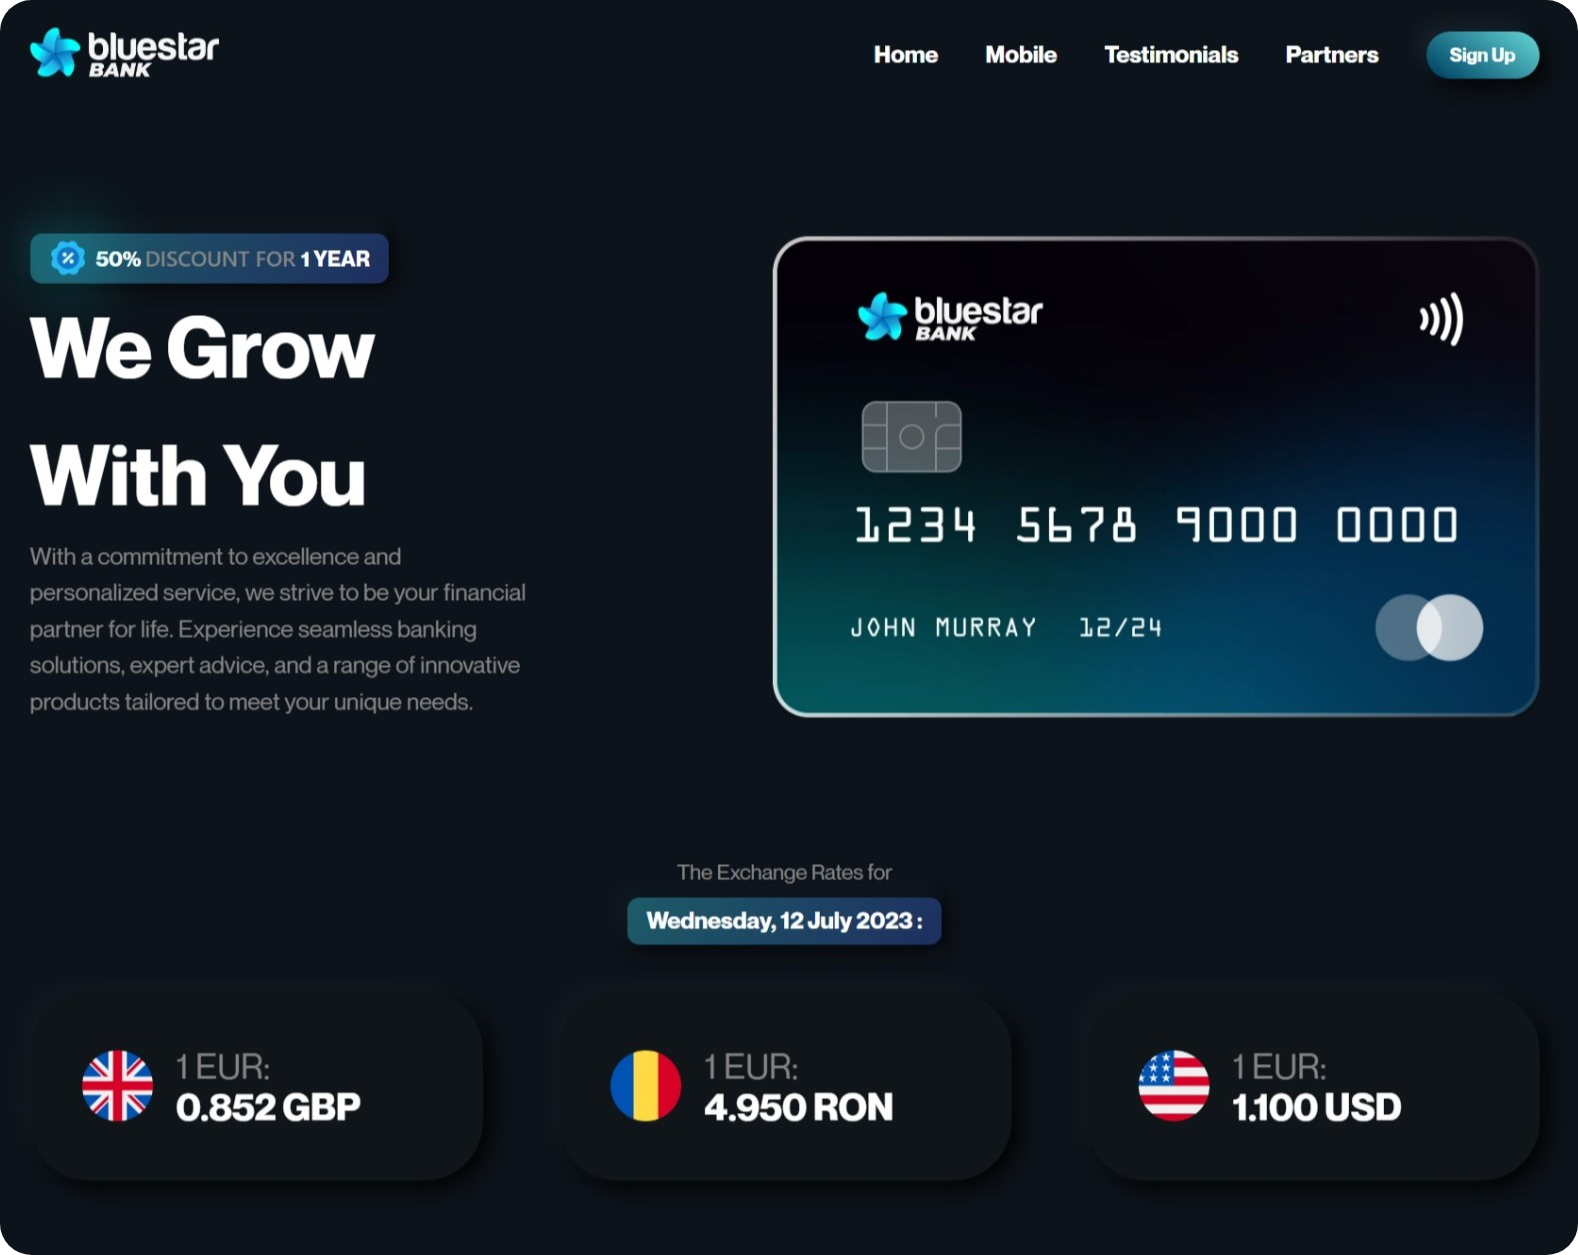 bluestar
BANK
Home Mobile Testimonials Partners Sign Up
50% DISCOUNT FOR 1 YEAR
We Grow
With You
With a commitment to excellence and
personalized service, we strive to be your financial
partner for life. Experience seamless banking
solutions, expert advice, and a range of innovative
products tailored to meet your unique needs.
bluestar
BANK
1234 5678 9000 0000
JOHN MURRAY 12/24
The Exchange Rates for
Wednesday, 12 July 2023 :
1 EUR:
0.852 GBP
1 EUR:
4.950 RON
1 EUR:
1.100 USD